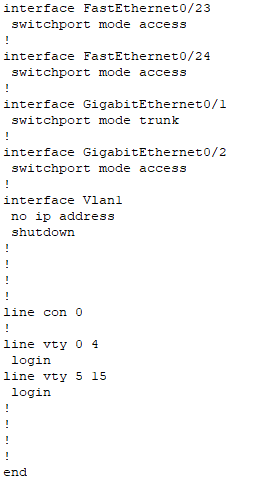 interface FastEthernet0/23
 switchport mode access
!
interface FastEthernet0/24
 switchport mode access
!
interface GigabitEthernet0/1
 switchport mode trunk
!
interface GigabitEthernet0/2
 switchport mode access
!
interface Vlan1
 no ip address
 shutdown
!
!
!
!
line con 0
!
line vty 0 4
 login
line vty 5 15
 login
!
!
!
!
end